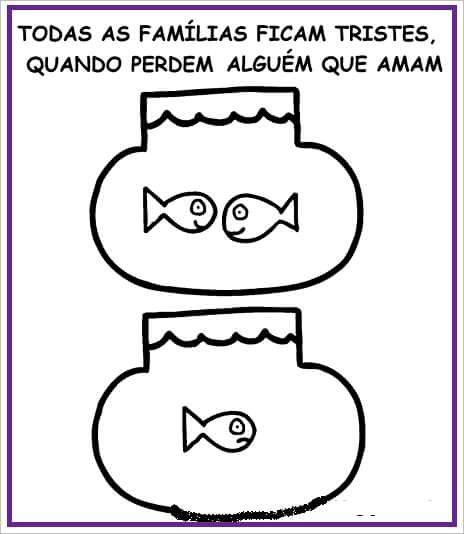 TODAS AS FAMÍLIAS FICAM TRISTES,
QUANDO PERDEM ALGUÉM QUE AMAM